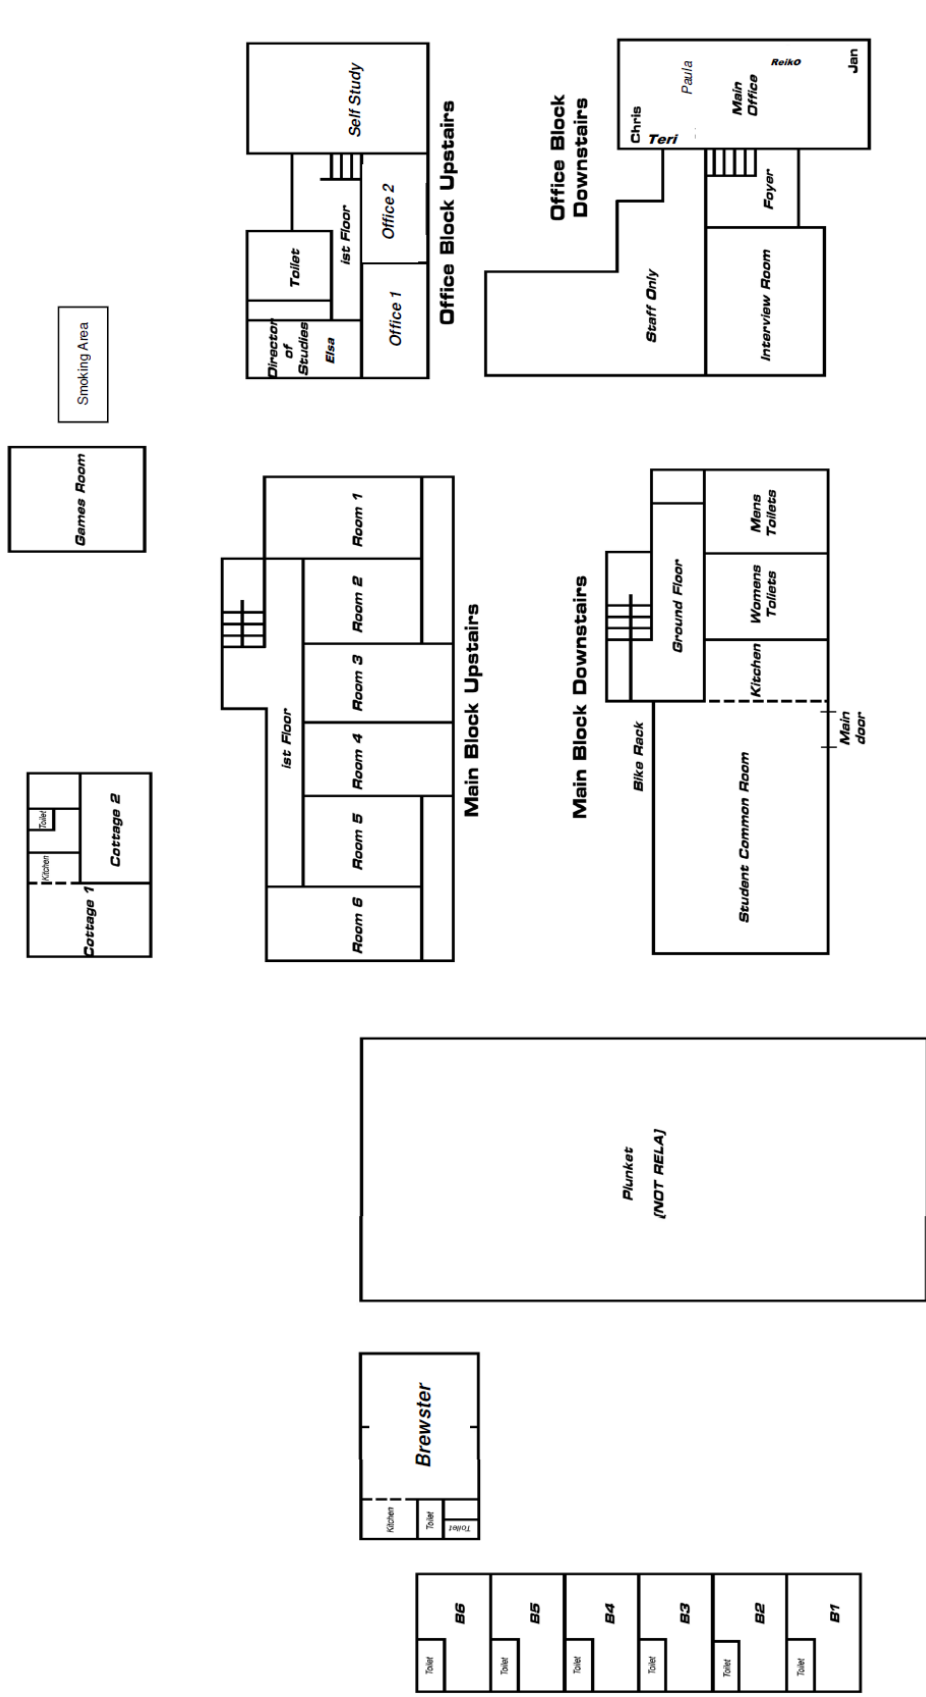 Self Study
Toilet
ist Floor
Office 2
Director
of
Studies
Elsa
Office 1
Office Block Upstairs
Office Block
Downstairs
Chris
Teri
Paula
Main
Office
Reiko
Jan
Foyer
Staff Only
Interview Room
Smoking Area
Games Room
Room 1
Room 2
Room 3
Room 4
Room 5
Room 6
ist Floor
Main Block Upstairs
Main Block Downstairs
Mens
Toilets
Womens
Toilets
Ground Floor
Kitchen
Bike Rack
Main
door
Student Common Room
Toilet
Kitchen
Cottage 2
Cottage 1
Plunket
[NOT RELA]
Brewster
Kitchen
Toilet
Toilet
B6
Toilet
B5
Toilet
B4
Toilet
B3
Toilet
B2
Toilet
B1
Toilet